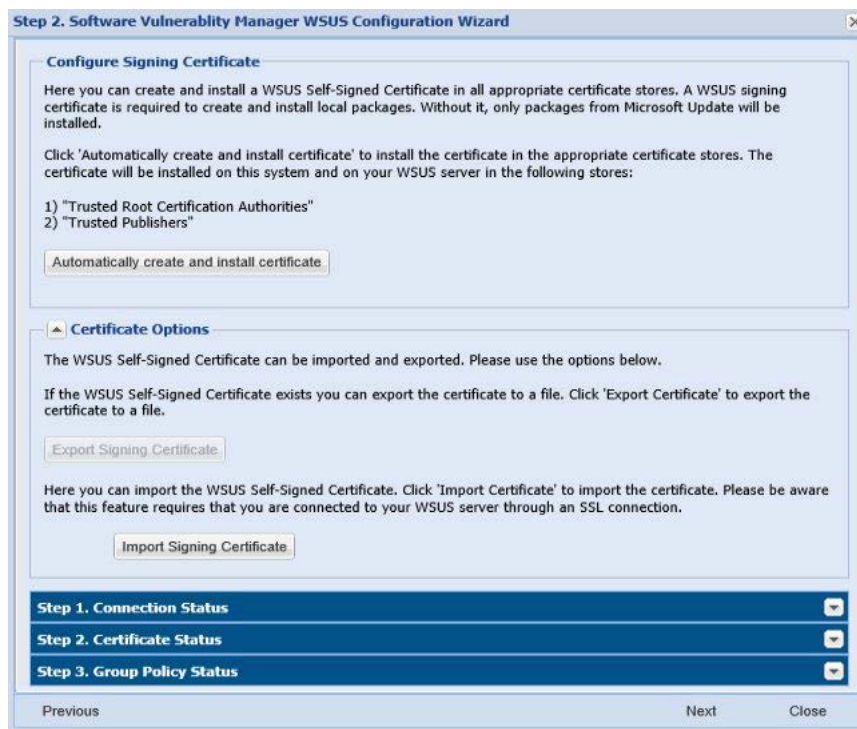 Step 2. Software Vulnerablity Manager WSUS Configuration Wizard
Configure Signing Certificate
Here you can create and install a WSUS Self-Signed Certificate in all appropriate certificate stores. A WSUS signing
certificate is required to create and install local packages. Without it, only packages from Microsoft Update will be
installed.
Click 'Automatically create and install certificate' to install the certificate in the appropriate certificate stores. The
certificate will be installed on this system and on your WSUS server in the following stores:
1) "Trusted Root Certification Authorities"
2) "Trusted Publishers"
Automatically create and install certificate
Certificate Options
The WSUS Self-Signed Certificate can be imported and exported. Please use the options below.
If the WSUS Self-Signed Certificate exists you can export the certificate to a file. Click 'Export Certificate' to export the
certificate to a file.
Export Signing Certificate
Here you can import the WSUS Self-Signed Certificate. Click 'Import Certificate' to import the certificate. Please be aware
that this feature requires that you are connected to your WSUS server through an SSL connection.
Import Signing Certificate
Step 1. Connection Status
Step 2. Certificate Status
Step 3. Group Policy Status
Previous Next Close